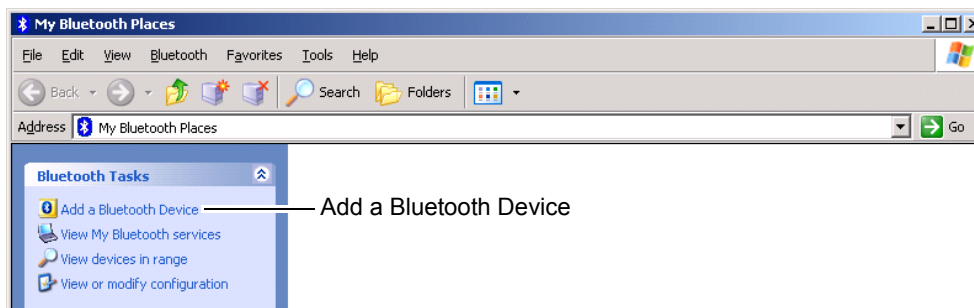 My Bluetooth Places
File Edit View Bluetooth Favorites Tools Help
Back Search Folders
Address My Bluetooth Places Go
Bluetooth Tasks
Add a Bluetooth Device Add a Bluetooth Device
View My Bluetooth services
View devices in range
View or modify configuration